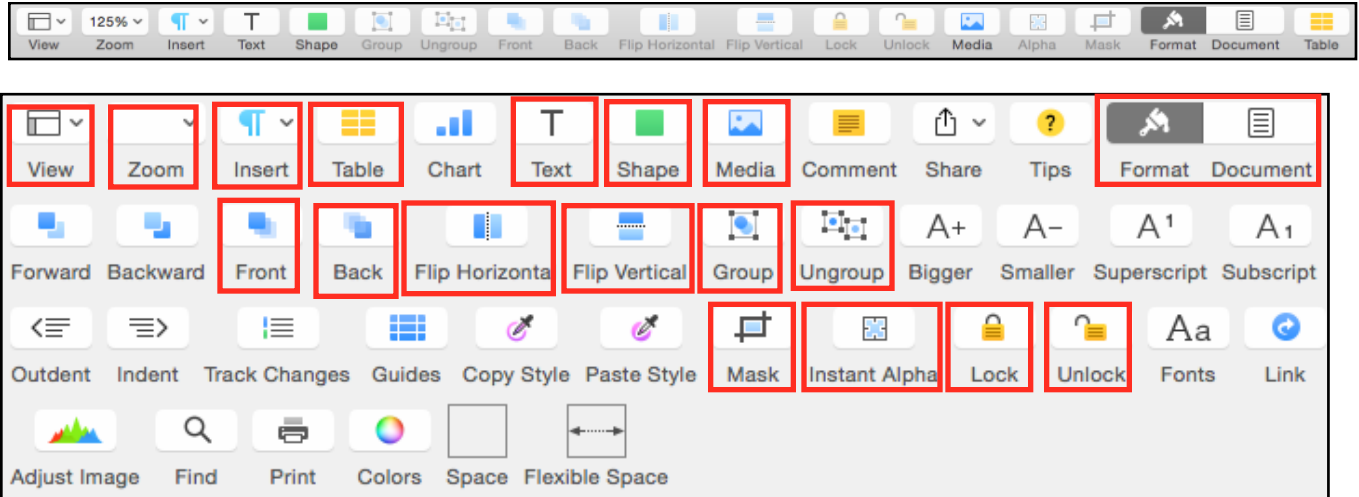 125%
T
View Zoom Insert Text Shape Group Ungroup Front Back Flip Horizontal Flip Vertical Lock Unlock Media Alpha Mask Format Document Table
T ?
View Zoom Insert Table Chart Text Shape Media Comment Share Tips Format Document
A+ A- A1 A1
Forward Backward Front Back Flip Horizonta Flip Vertical Group Ungroup Bigger Smaller Superscript Subscript
Aa
Outdent Indent Track Changes Guides Copy Style Paste Style Mask Instant Alpha Lock Unlock Fonts Link
Adjust Image Find Print Colors Space Flexible Space